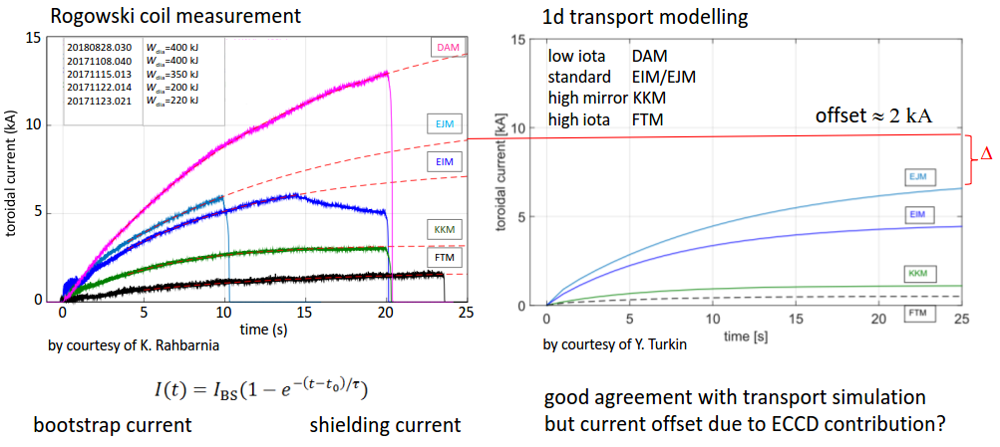 Rogowski coil measurement
15
10
5
0
toroidal current (kA)
20180828.030 W_dia=400 kJ
20171108.040 W_dia=400 kJ
20171115.013 W_dia=350 kJ
20171122.014 W_dia=200 kJ
20171123.021 W_dia=220 kJ
DAM
EJM
EIM
KKM
FTM
0 5 10 15 20 25
time (s)
by courtesy of K. Rahbarnia
I(t) = I_BS(1 − e^{−(t−t_0)/τ})
bootstrap current
shielding current
1d transport modelling
15
10
5
0
toroidal current [kA]
low iota DAM
standard EIM/EJM
high mirror KKM
high iota FTM
offset ≈ 2 kA
Δ
EJM
EIM
KKM
FTM
0 5 10 15 20 25
time [s]
by courtesy of Y. Turkin
good agreement with transport simulation
but current offset due to ECCD contribution?